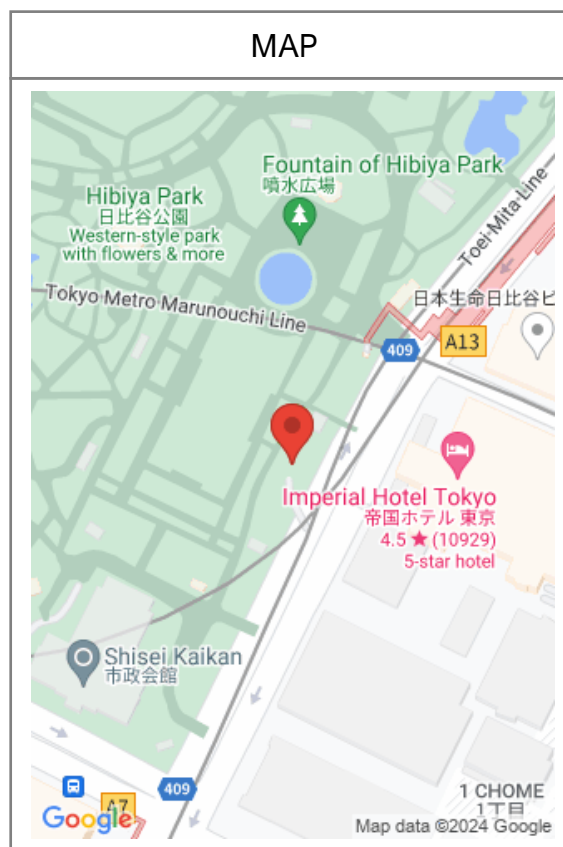 MAP
Fountain of Hibiya Park
噴水広場
Hibiya Park
日比谷公園
Western-style park
with flowers & more
Toei-Mita-Line
Tokyo Metro Marunouchi Line
日本生命日比谷ビ
409
A13
Imperial Hotel Tokyo
帝国ホテル 東京
4.5 ★ (10929)
5-star hotel
Shisei Kaikan
市政会館
409
A7
1 CHOME
1丁目
Google
Map data ©2024 Google